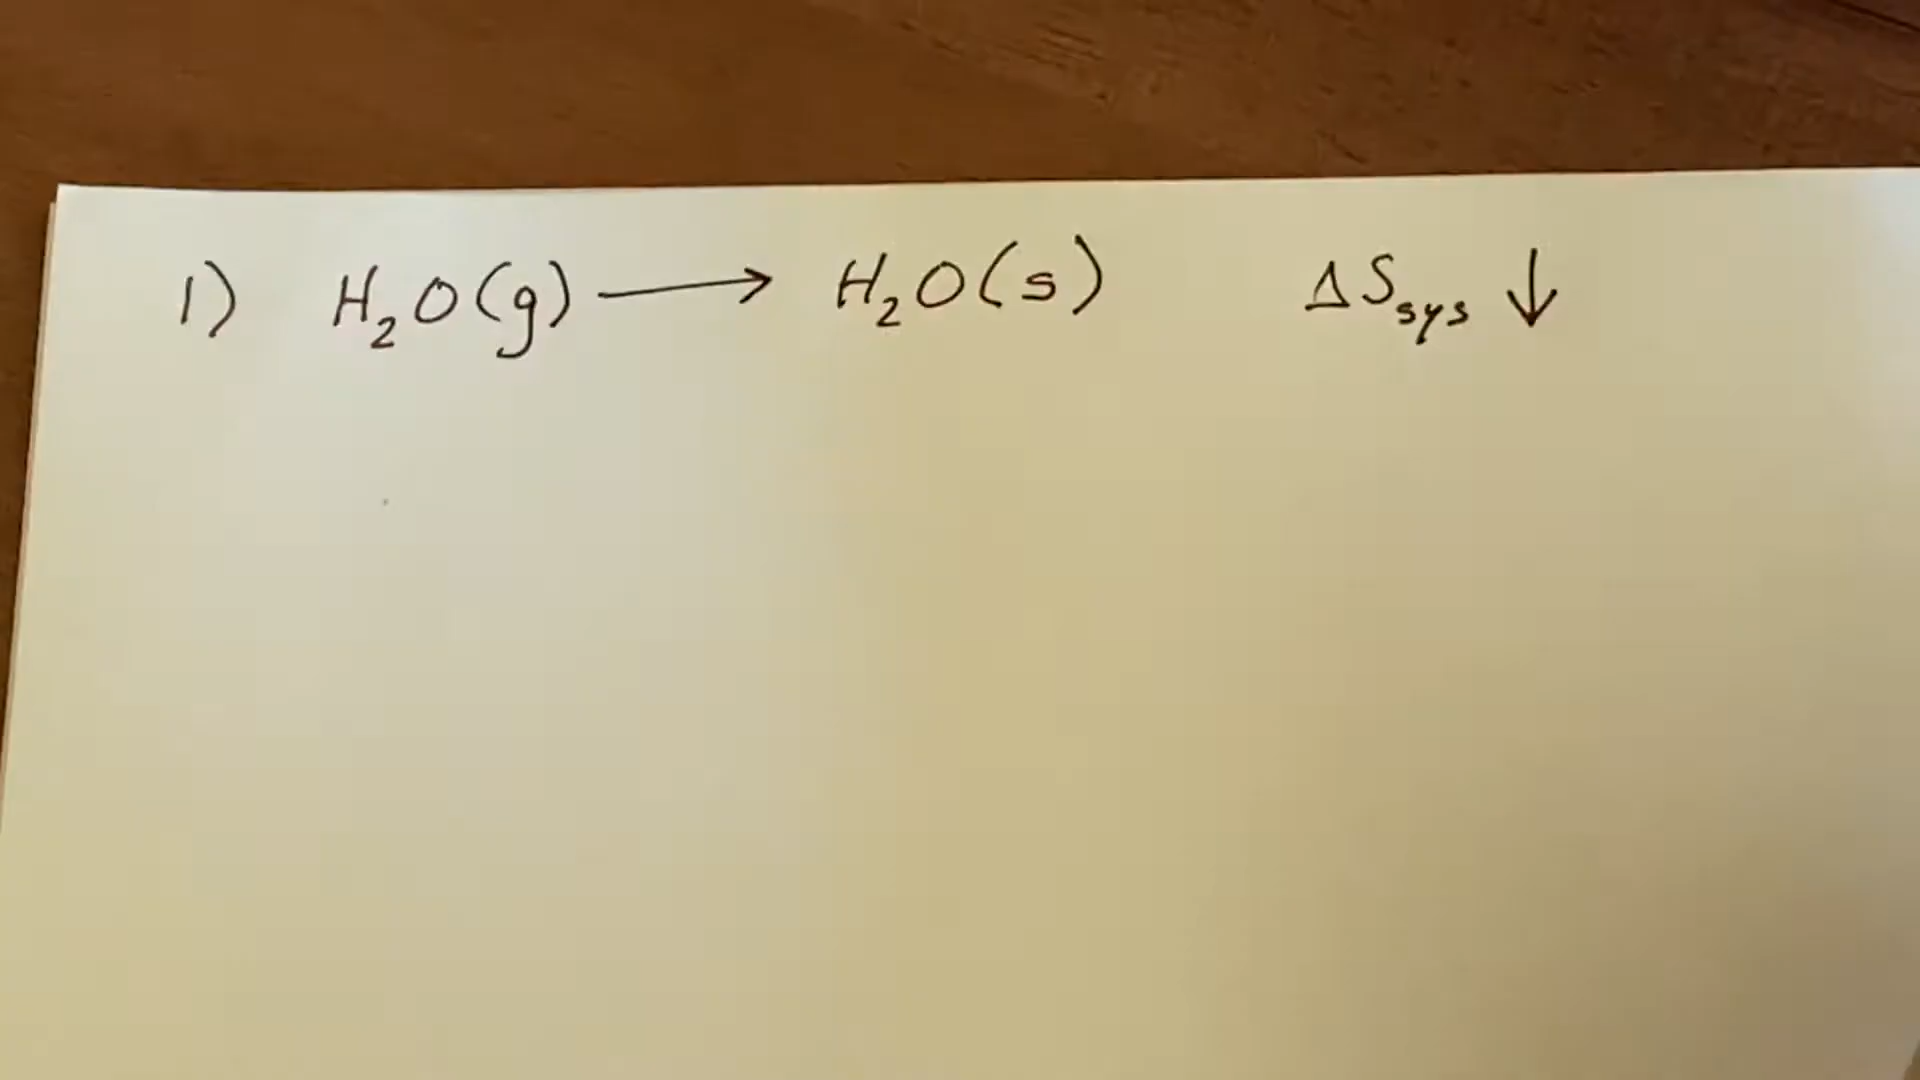 1) H₂O(g) ⟶ H₂O(s) ΔS_sys ↓